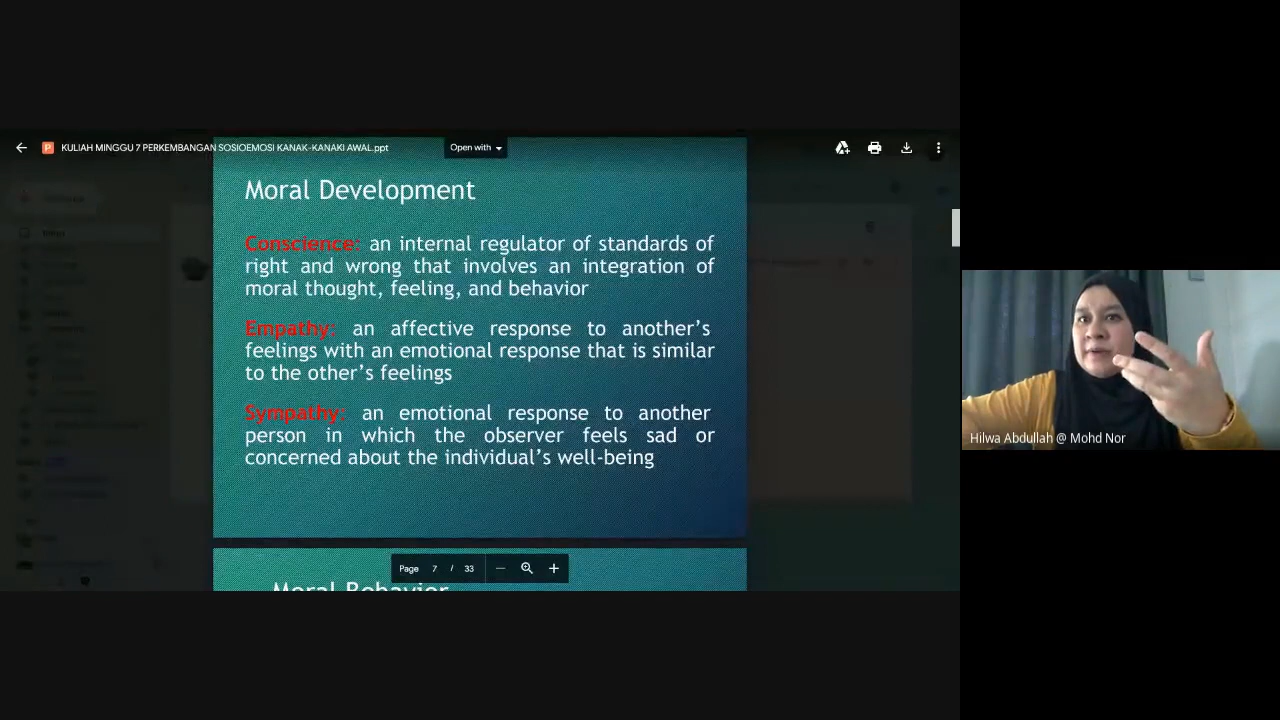 KULIAH MINGGU 7 PERKEMBANGAN SOSIOEMOSI KANAK-KANAKI AWAL.ppt
Open with
Moral Development
Conscience: an internal regulator of standards of
right and wrong that involves an integration of
moral thought, feeling, and behavior
Empathy: an affective response to another's
feelings with an emotional response that is similar
to the other's feelings
Sympathy: an emotional response to another
person in which the observer feels sad or
concerned about the individual's well-being
Hilwa Abdullah @ Mohd Nor
Page 7 / 33
Moral Behavior